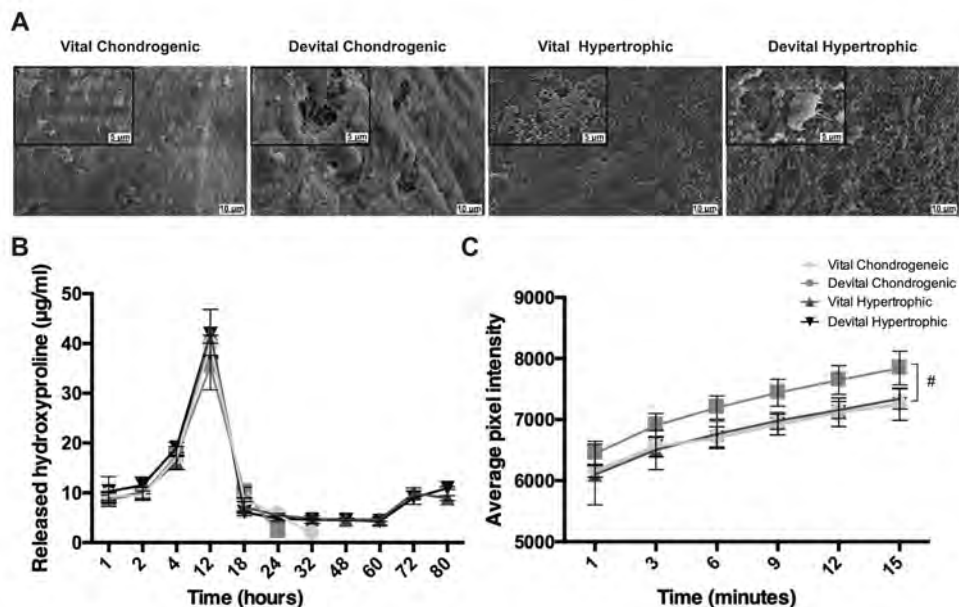 A
Vital Chondrogenic
Devital Chondrogenic
Vital Hypertrophic
Devital Hypertrophic
5 µm
5 µm
5 µm
5 µm
10 µm
10 µm
10 µm
10 µm
B
Released hydroxyproline (µg/ml)
50
40
30
20
10
0
1 2 4 12 18 24 32 48 60 72 80
Time (hours)
C
Vital Chondrogeneic
Devital Chondrogenic
Vital Hypertrophic
Devital Hypertrophic
Average pixel intensity
9000
8000
7000
6000
5000
#
1 3 6 9 12 15
Time (minutes)